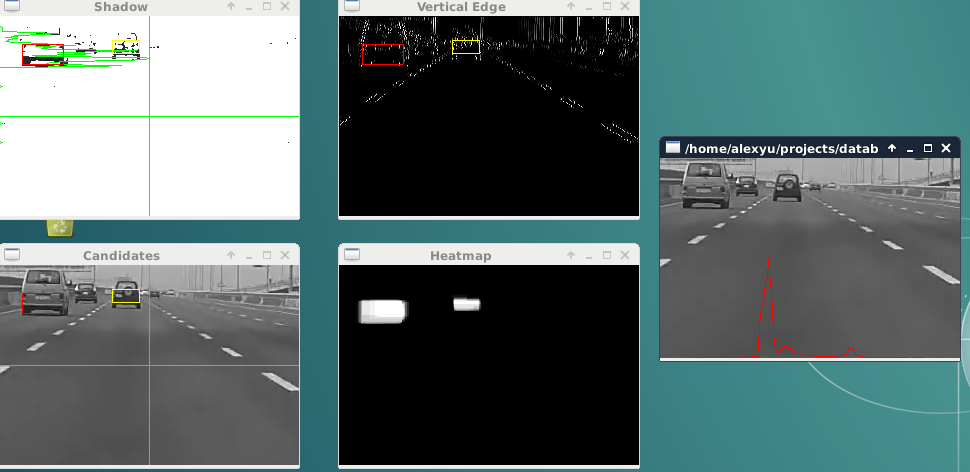 Shadow
Vertical Edge
/home/alexyu/projects/datab
Candidates
Heatmap